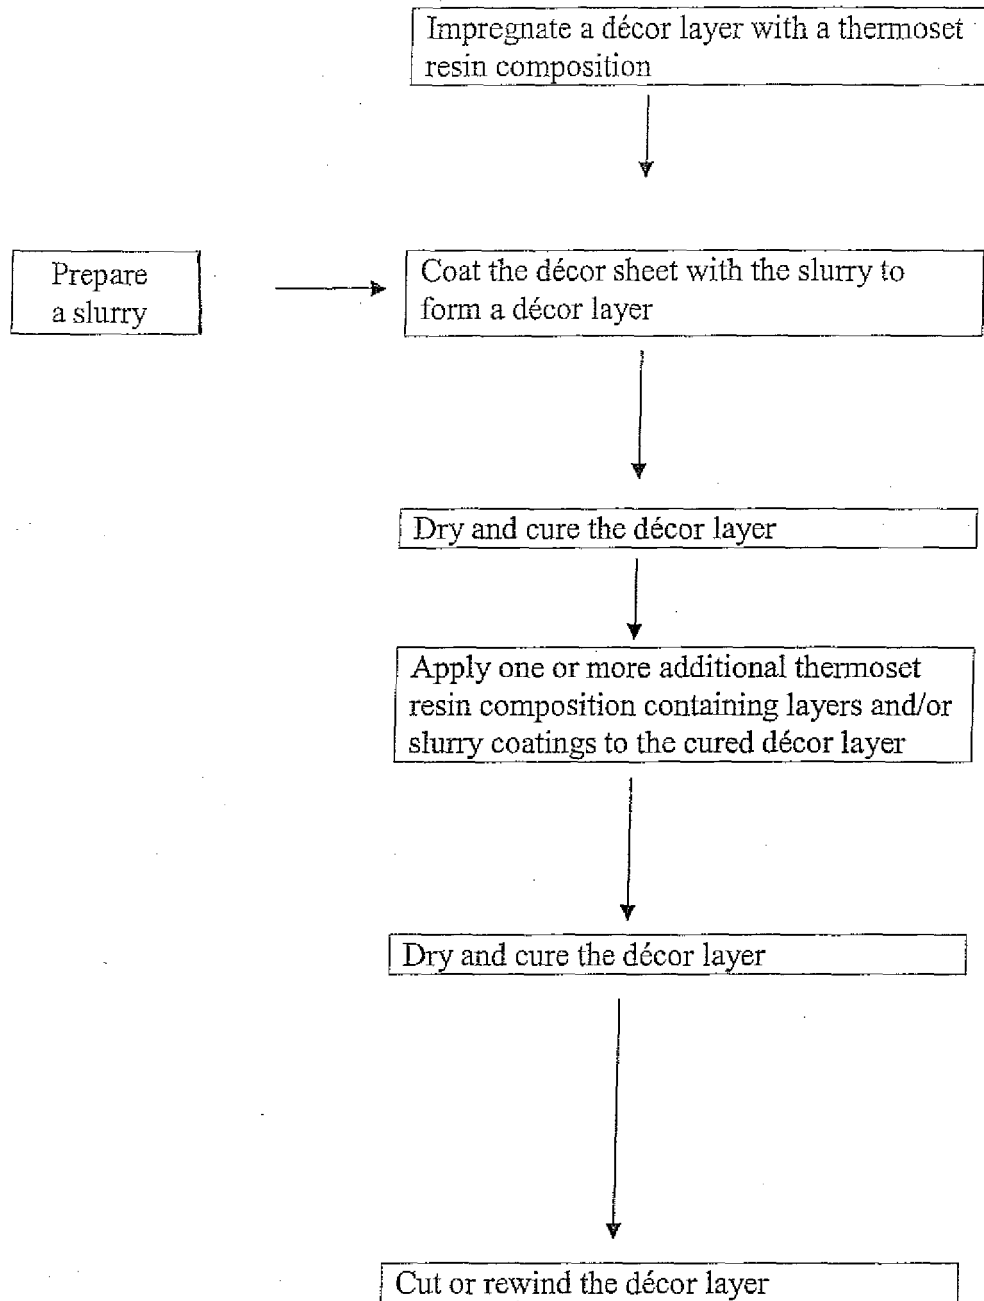 Impregnate a décor layer with a thermoset
resin composition
Prepare
a slurry
Coat the décor sheet with the slurry to
form a décor layer
Dry and cure the décor layer
Apply one or more additional thermoset
resin composition containing layers and/or
slurry coatings to the cured décor layer
Dry and cure the décor layer
Cut or rewind the décor layer